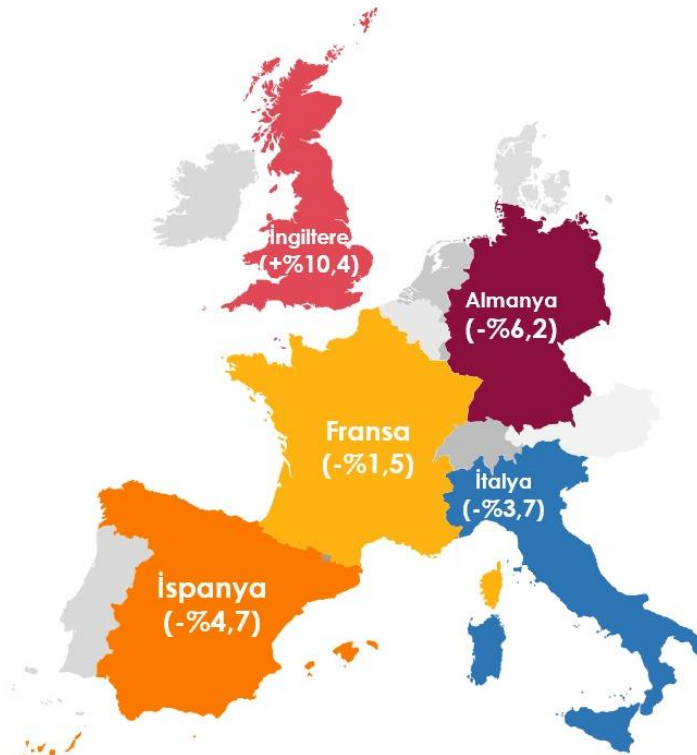 İngiltere
(+%10,4)
Almanya
(-%6,2)
Fransa
(-%1,5)
İtalya
(-%3,7)
İspanya
(-%4,7)